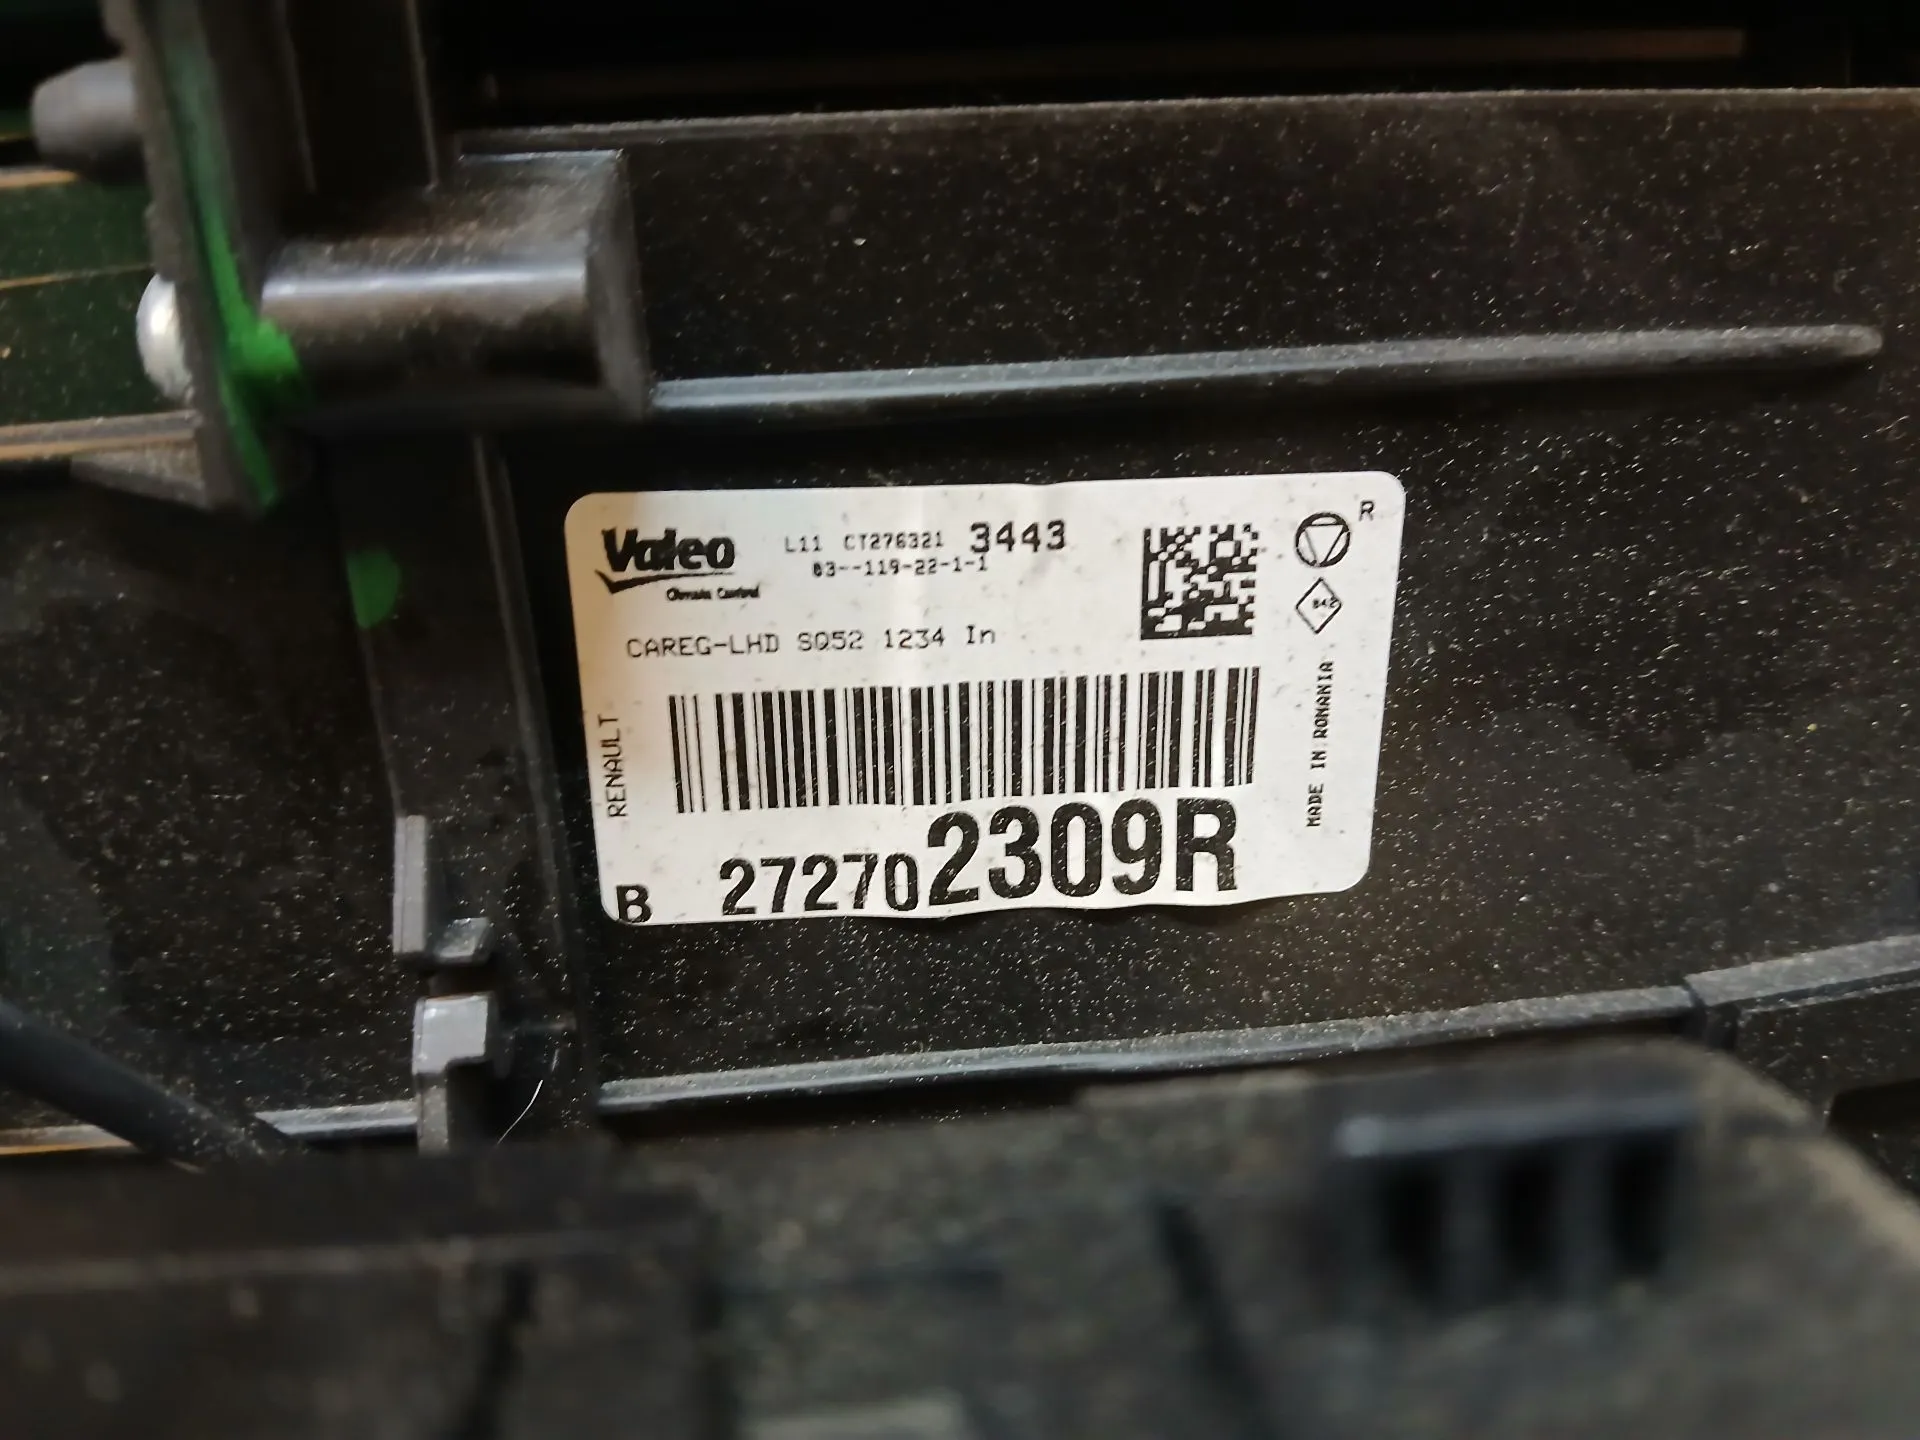 Valeo
Climate Control
L11 CT276321 3443
03--119-22-1-1
R
CAREG-LHD SQ52 1234 In
RENAULT
MADE IN ROMANIA
B 272702309R